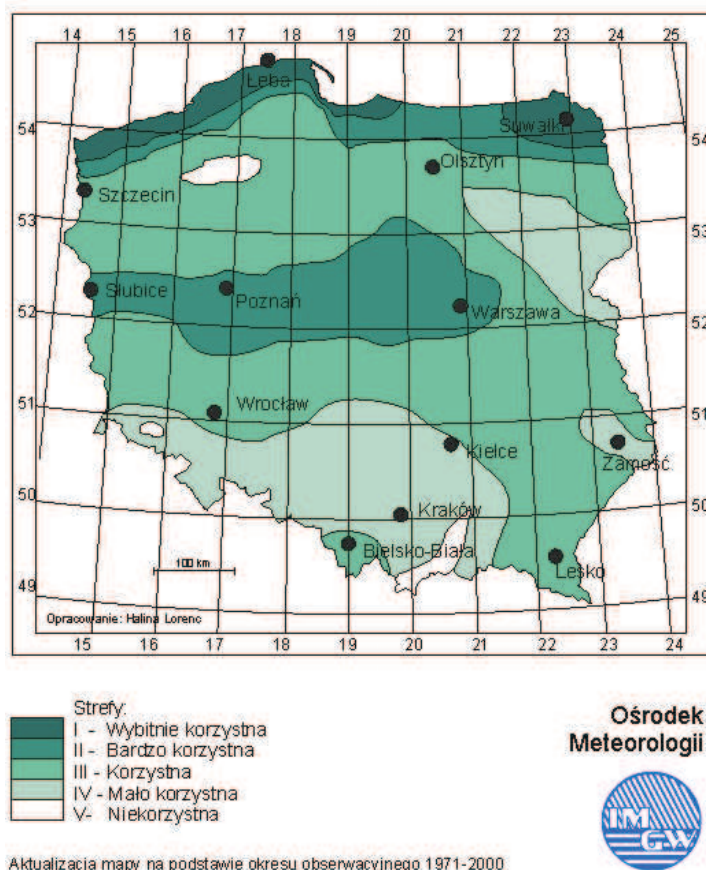 14 15 16 17 18 19 20 21 22 23 24 25
Łeba
54
Suwałki
54
Olsztyn
Szczecin
53
53
Słubice
Poznań
Warszawa
52
52
Wrocław
51
51
Kielce
Zamość
50
Kraków
50
Bielsko-Biała
Lesko
100 km
49
49
Opracowanie: Halina Lorenc
15 16 17 18 19 20 21 22 23 24
Strefy:
I - Wybitnie korzystna
II - Bardzo korzystna
III - Korzystna
IV - Mało korzystna
V- Niekorzystna
Ośrodek
Meteorologii
IM
GW
Aktualizacja mapy na podstawie okresu obserwacyjnego 1971-2000